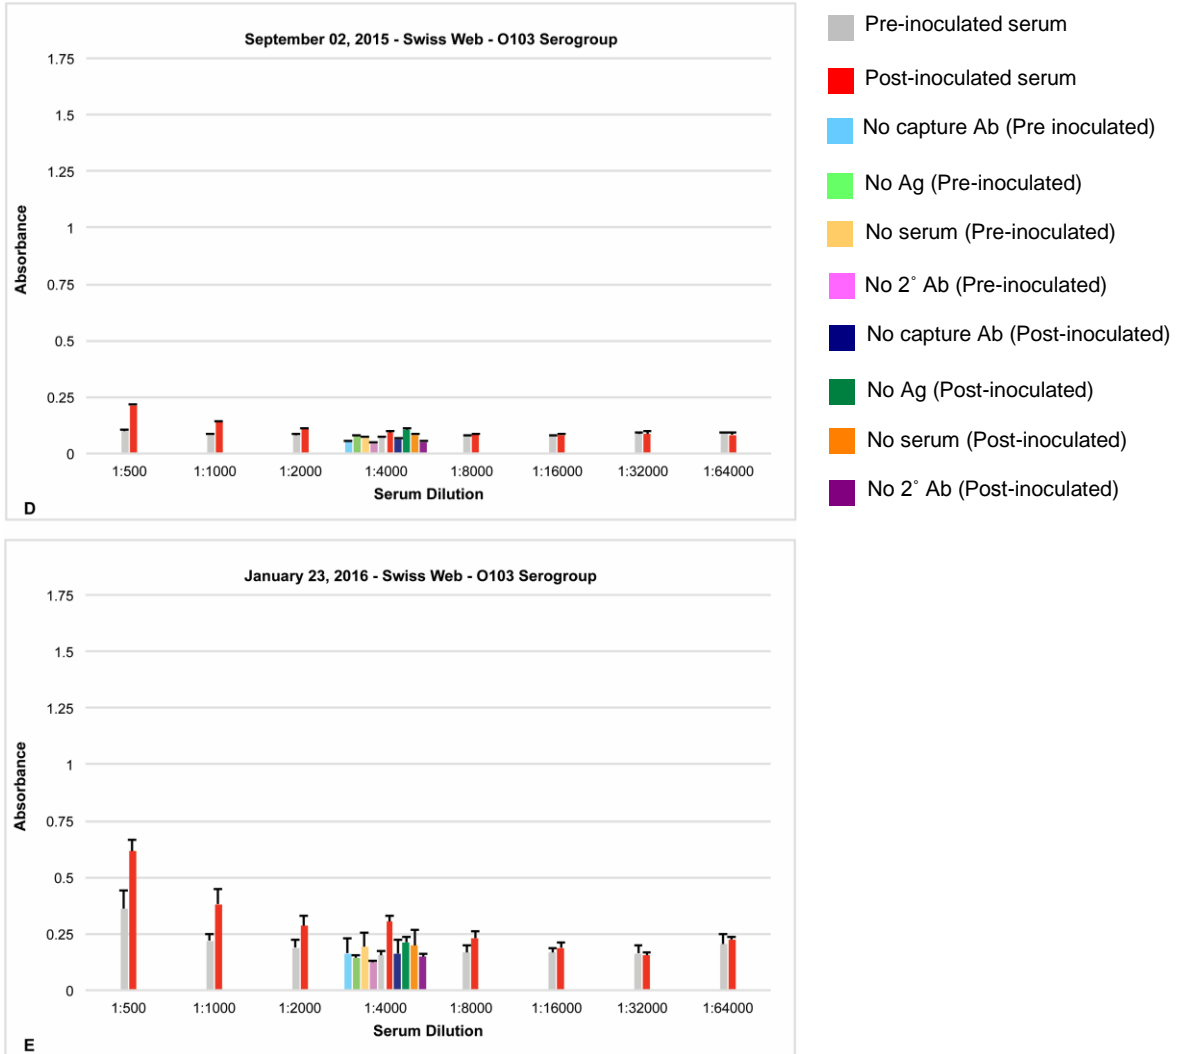 September 02, 2015 - Swiss Web - O103 Serogroup
1.75
1.5
1.25
1
0.75
0.5
0.25
0
Absorbance
1:500 1:1000 1:2000 1:4000 1:8000 1:16000 1:32000 1:64000
Serum Dilution
D
Pre-inoculated serum
Post-inoculated serum
No capture Ab (Pre inoculated)
No Ag (Pre-inoculated)
No serum (Pre-inoculated)
No 2° Ab (Pre-inoculated)
No capture Ab (Post-inoculated)
No Ag (Post-inoculated)
No serum (Post-inoculated)
No 2° Ab (Post-inoculated)
January 23, 2016 - Swiss Web - O103 Serogroup
1.75
1.5
1.25
1
0.75
0.5
0.25
0
Absorbance
1:500 1:1000 1:2000 1:4000 1:8000 1:16000 1:32000 1:64000
Serum Dilution
E